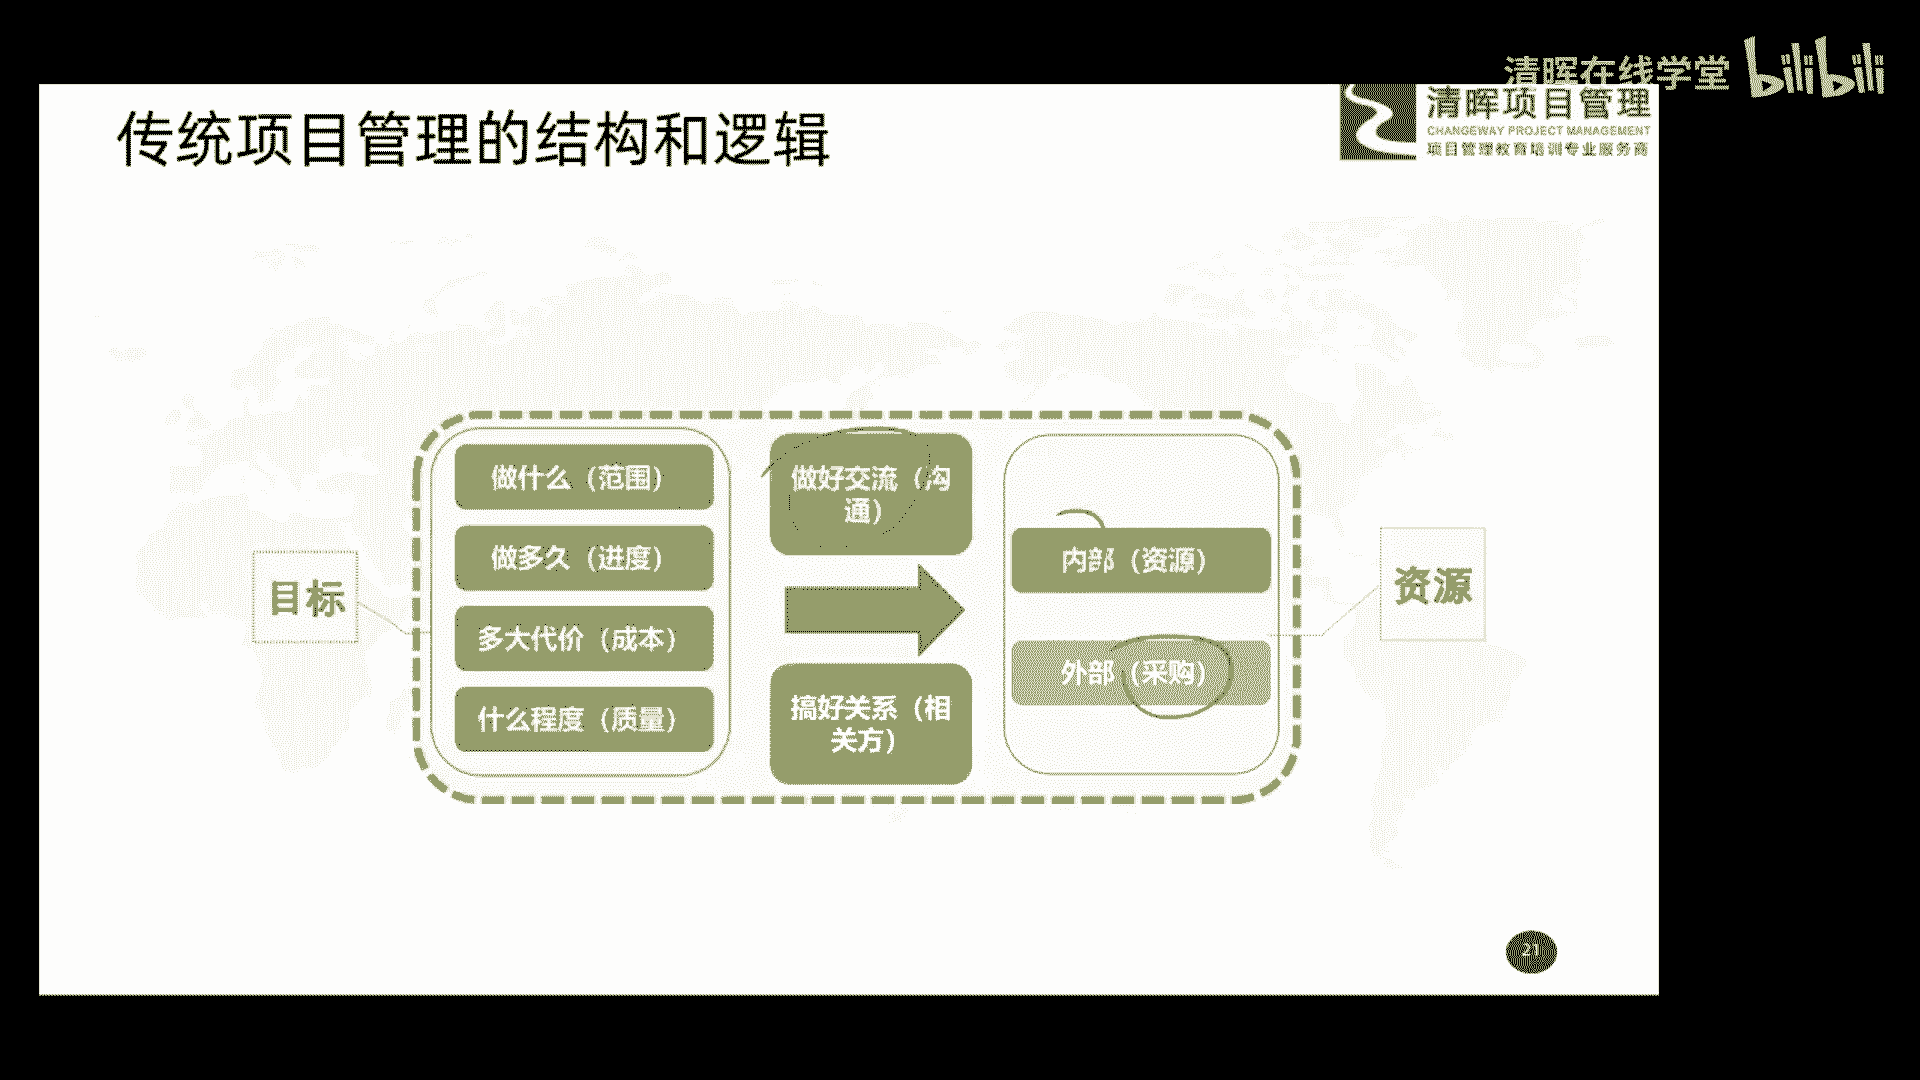 清晖在线学堂 bilibili
传统项目管理的结构和逻辑
清晖项目管理
CHANGEWAY PROJECT MANAGEMENT
项目管理教育培训专业服务商
目标
做什么（范围）
做多久（进度）
多大代价（成本）
什么程度（质量）
做好交流（沟
通）
搞好关系（相
关方）
内部（资源）
外部（采购）
资源
21